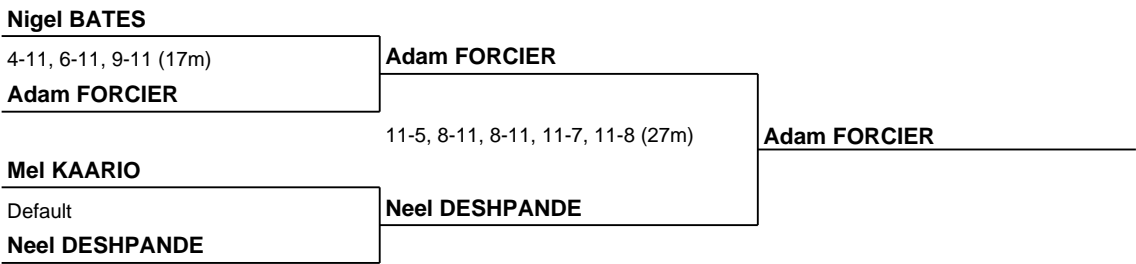 Nigel BATES
4-11, 6-11, 9-11 (17m)
Adam FORCIER
Adam FORCIER
11-5, 8-11, 8-11, 11-7, 11-8 (27m)
Adam FORCIER
Mel KAARIO
Default
Neel DESHPANDE
Neel DESHPANDE